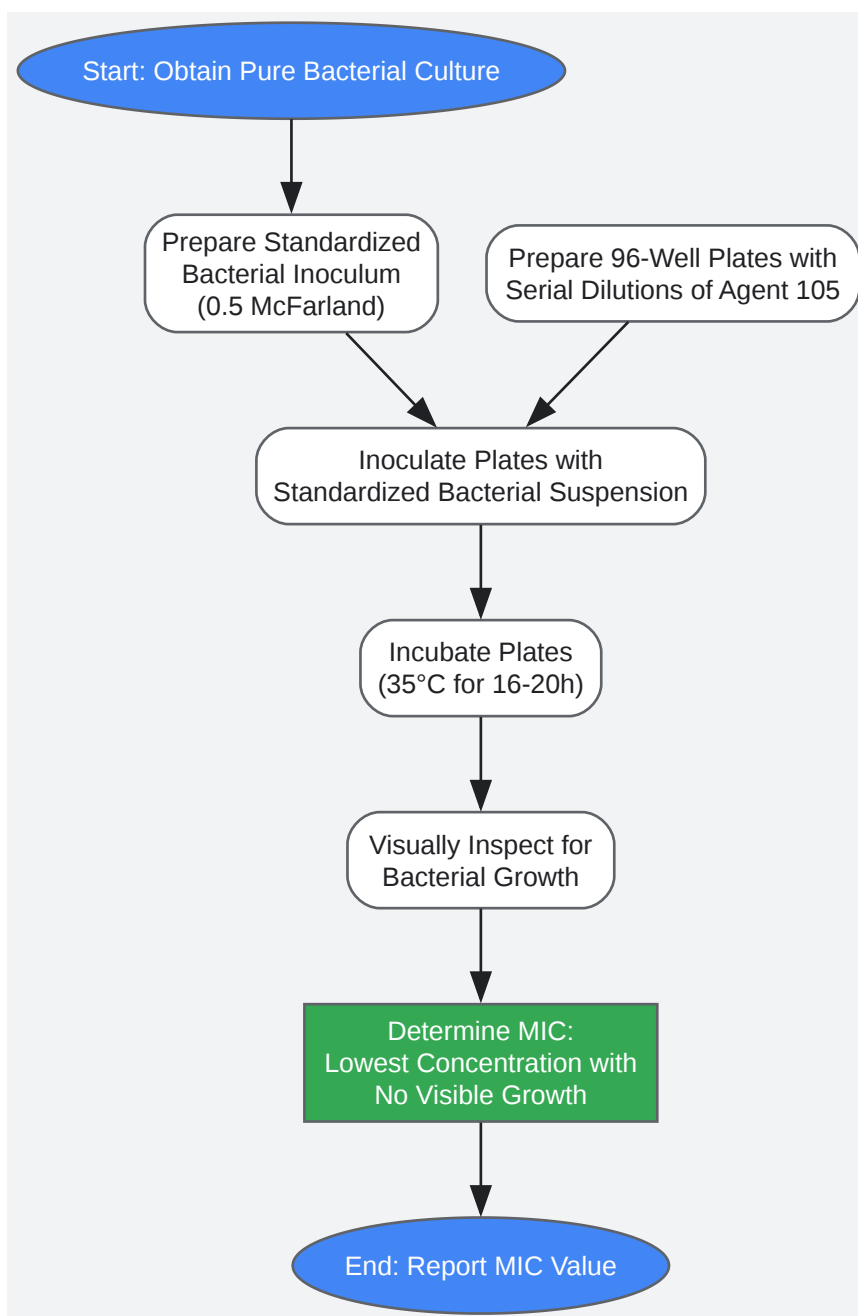 Start: Obtain Pure Bacterial Culture
Prepare Standardized
Bacterial Inoculum
(0.5 McFarland)
Prepare 96-Well Plates with
Serial Dilutions of Agent 105
Inoculate Plates with
Standardized Bacterial Suspension
Incubate Plates
(35°C for 16-20h)
Visually Inspect for
Bacterial Growth
Determine MIC:
Lowest Concentration with
No Visible Growth
End: Report MIC Value